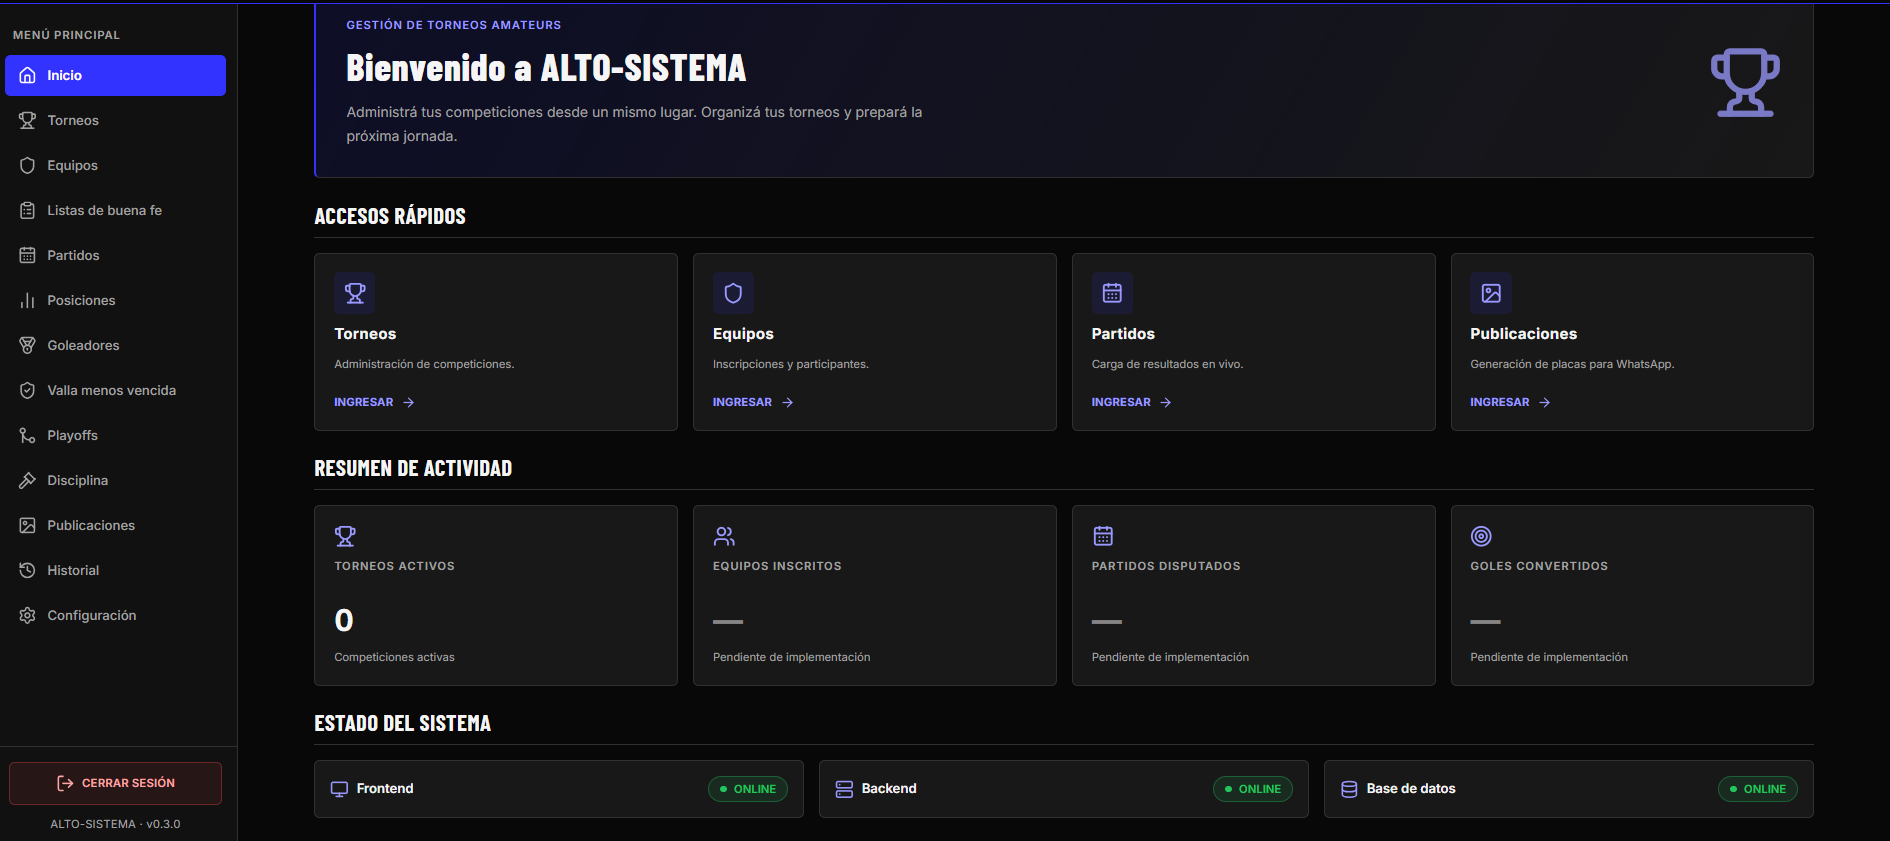 MENÚ PRINCIPAL
Inicio
Torneos
Equipos
Listas de buena fe
Partidos
Posiciones
Goleadores
Valla menos vencida
Playoffs
Disciplina
Publicaciones
Historial
Configuración
CERRAR SESIÓN
ALTO-SISTEMA · v0.3.0
GESTIÓN DE TORNEOS AMATEURS
Bienvenido a ALTO-SISTEMA
Administrá tus competiciones desde un mismo lugar. Organizá tus torneos y prepará la
próxima jornada.
ACCESOS RÁPIDOS
Torneos
Administración de competiciones.
INGRESAR
Equipos
Inscripciones y participantes.
INGRESAR
Partidos
Carga de resultados en vivo.
INGRESAR
Publicaciones
Generación de placas para WhatsApp.
INGRESAR
RESUMEN DE ACTIVIDAD
TORNEOS ACTIVOS
0
Competiciones activas
EQUIPOS INSCRITOS
—
Pendiente de implementación
PARTIDOS DISPUTADOS
—
Pendiente de implementación
GOLES CONVERTIDOS
—
Pendiente de implementación
ESTADO DEL SISTEMA
Frontend
ONLINE
Backend
ONLINE
Base de datos
ONLINE